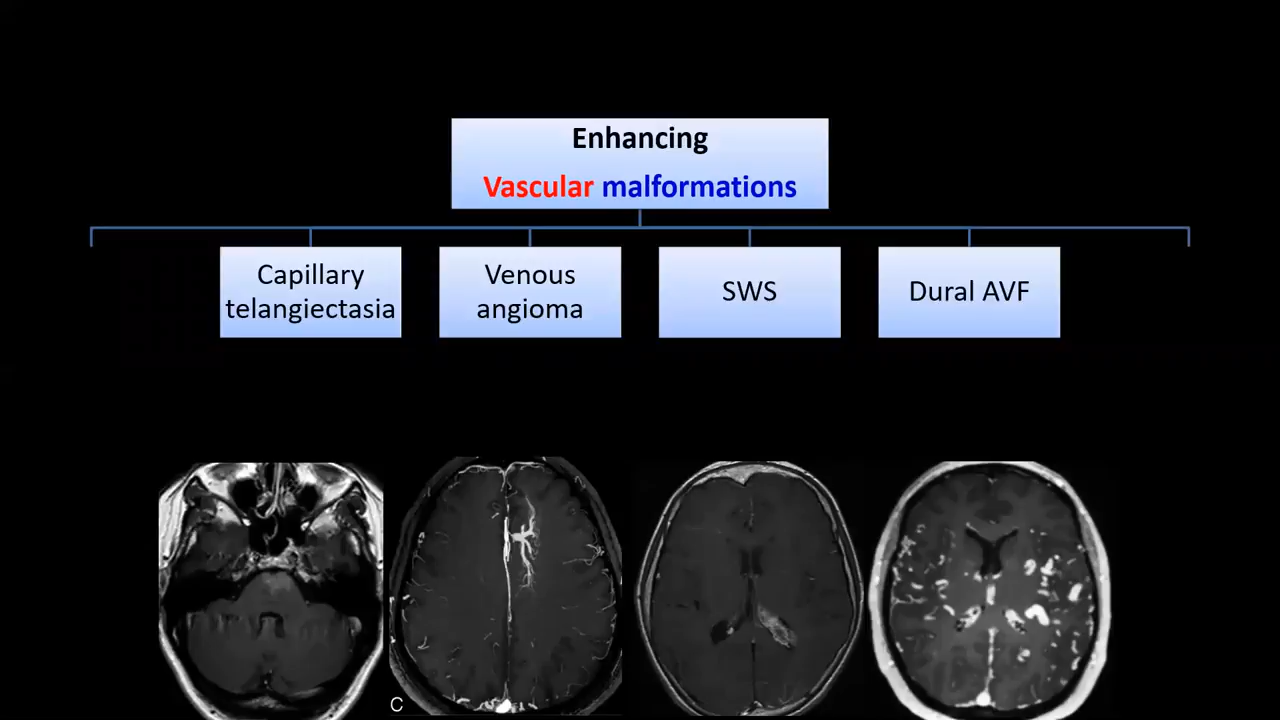 Enhancing
Vascular malformations
Capillary
telangiectasia
Venous
angioma
SWS
Dural AVF
C